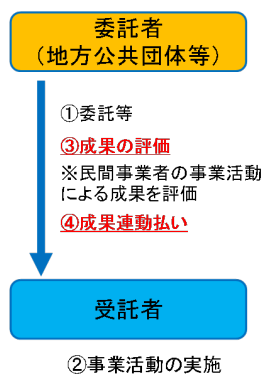 委託者
（地方公共団体等）
①委託等
③成果の評価
※民間事業者の事業活動
による成果を評価
④成果連動払い
受託者
②事業活動の実施